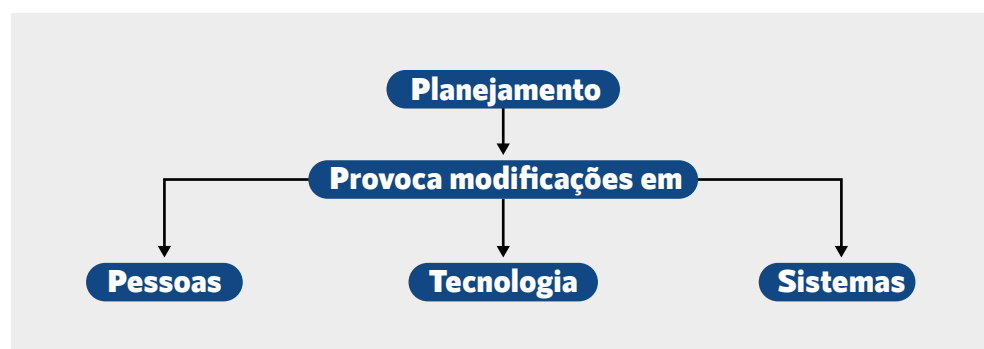 Planejamento
Provoca modificações em
Pessoas
Tecnologia
Sistemas